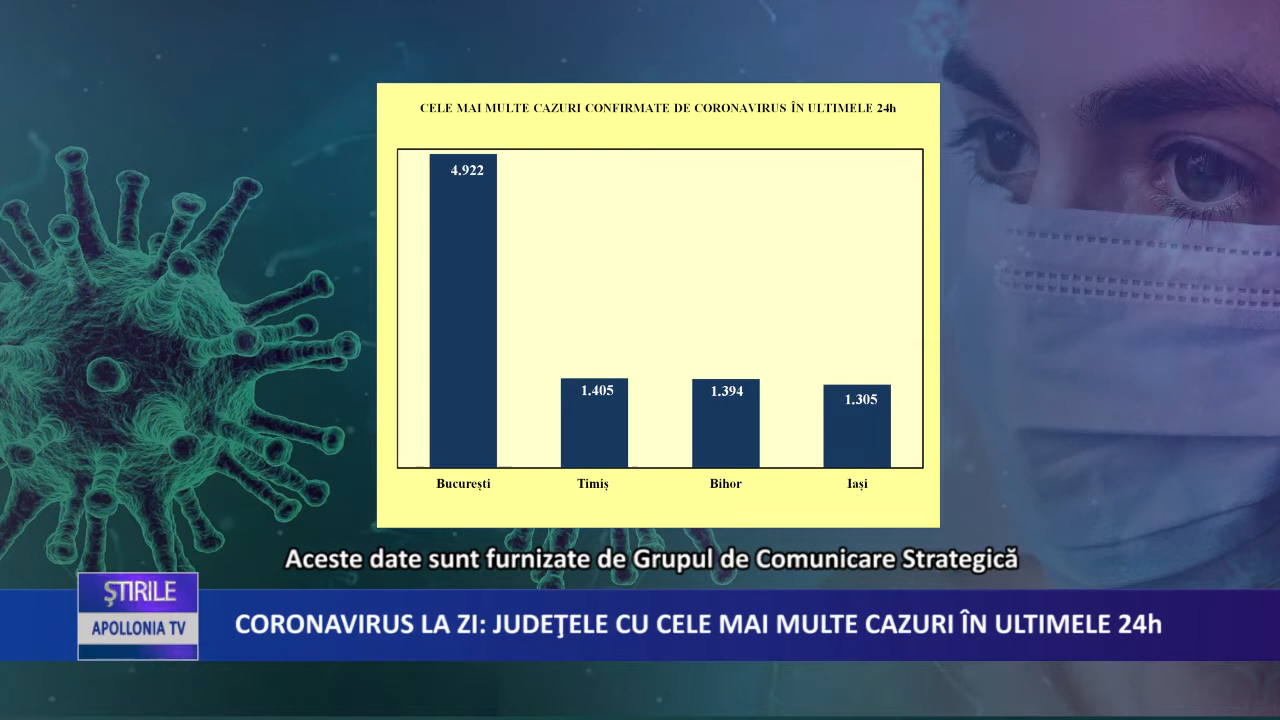 CELE MAI MULTE CAZURI CONFIRMATE DE CORONAVIRUS ÎN ULTIMELE 24h
4.922
1.405
1.394
1.305
București
Timiș
Bihor
Iași
Aceste date sunt furnizate de Grupul de Comunicare Strategică
ŞTIRILE
APOLLONIA TV
CORONAVIRUS LA ZI: JUDEŢELE CU CELE MAI MULTE CAZURI ÎN ULTIMELE 24h